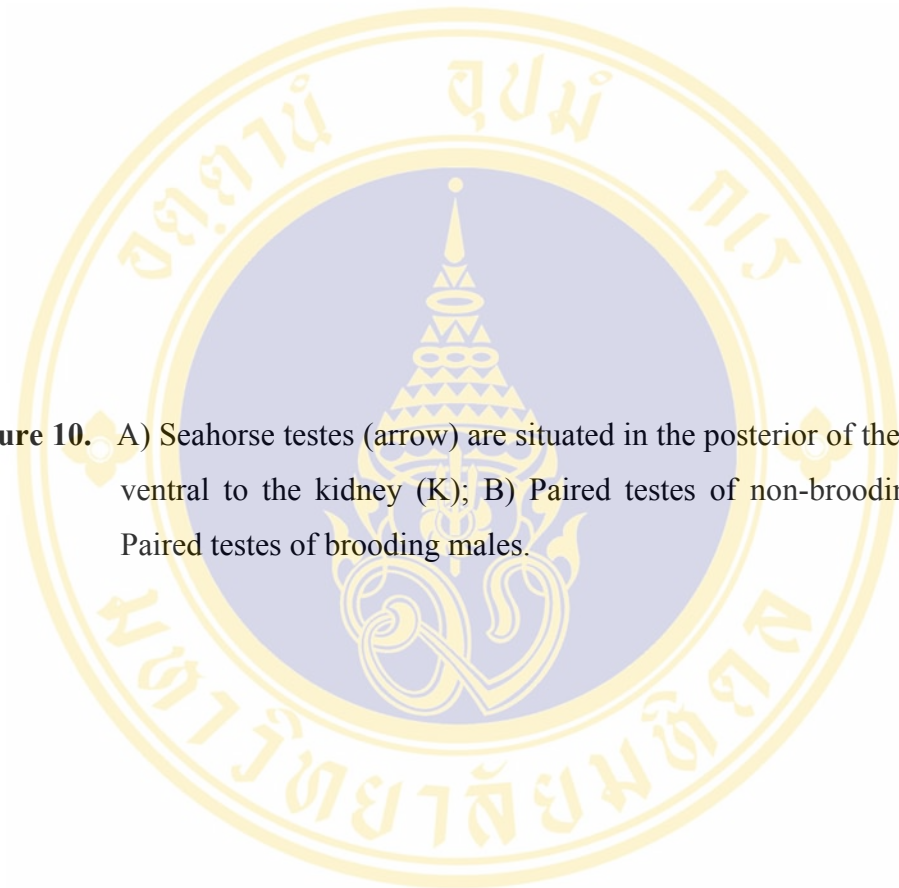 อตฺตานํ อุปมํ กเร
ure 10. A) Seahorse testes (arrow) are situated in the posterior of the
ventral to the kidney (K); B) Paired testes of non-broodin
Paired testes of brooding males.
มหาวิทยาลัยมหิดล